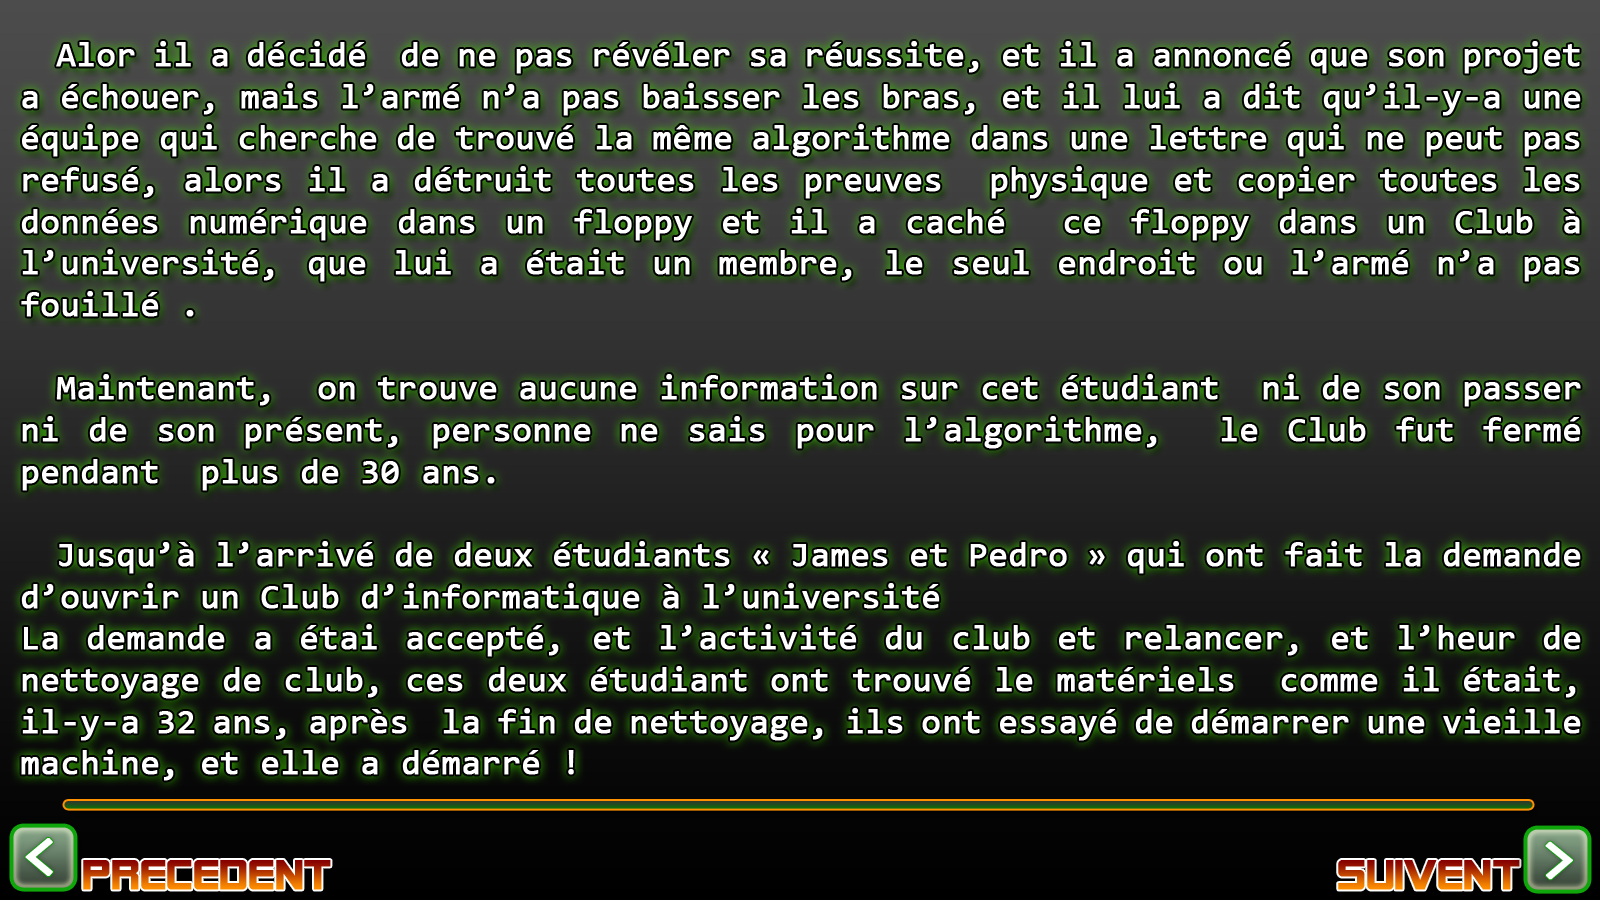 Alor il a décidé de ne pas révéler sa réussite, et il a annoncé que son projet
a échouer, mais l’armé n’a pas baisser les bras, et il lui a dit qu’il-y-a une
équipe qui cherche de trouvé la même algorithme dans une lettre qui ne peut pas
refusé, alors il a détruit toutes les preuves physique et copier toutes les
données numérique dans un floppy et il a caché ce floppy dans un Club à
l’université, que lui a était un membre, le seul endroit ou l’armé n’a pas
fouillé .
Maintenant, on trouve aucune information sur cet étudiant ni de son passer
ni de son présent, personne ne sais pour l’algorithme, le Club fut fermé
pendant plus de 30 ans.
Jusqu’à l’arrivé de deux étudiants « James et Pedro » qui ont fait la demande
d’ouvrir un Club d’informatique à l’université
La demande a étai accepté, et l’activité du club et relancer, et l’heur de
nettoyage de club, ces deux étudiant ont trouvé le matériels comme il était,
il-y-a 32 ans, après la fin de nettoyage, ils ont essayé de démarrer une vieille
machine, et elle a démarré !
PRECEDENT
SUIVENT